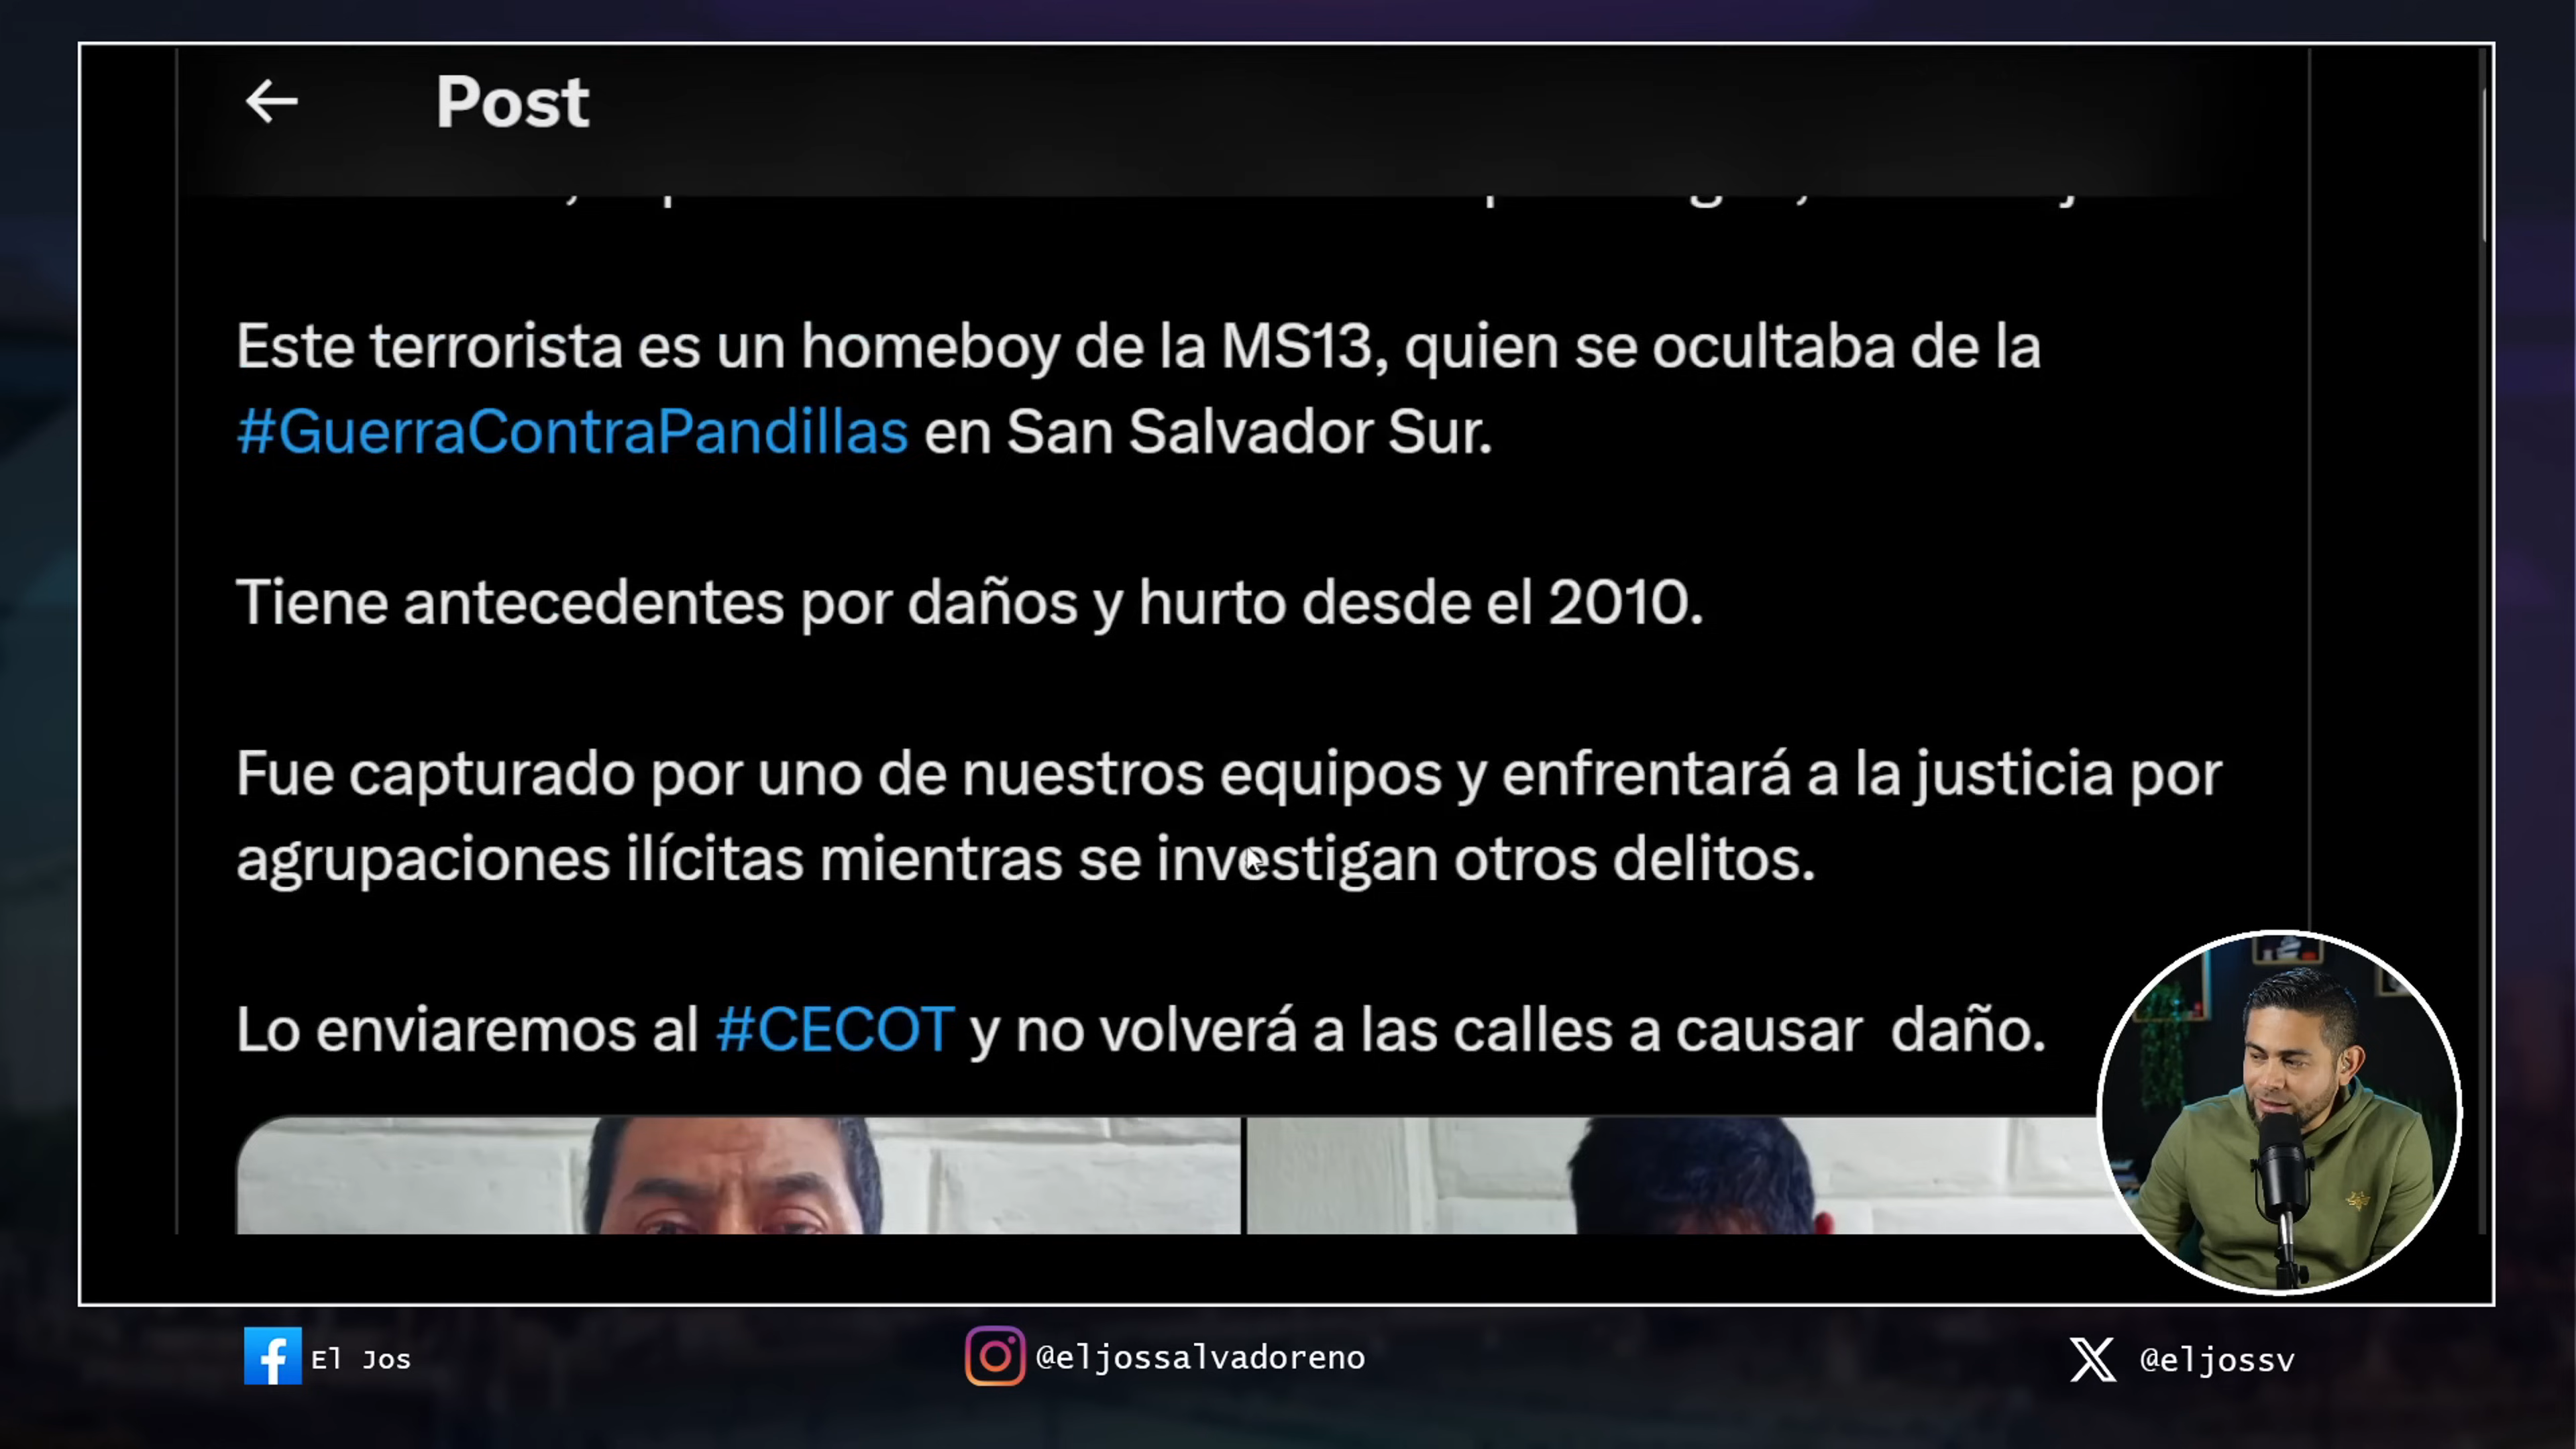 Post
Este terrorista es un homeboy de la MS13, quien se ocultaba de la
#GuerraContraPandillas en San Salvador Sur.
Tiene antecedentes por daños y hurto desde el 2010.
Fue capturado por uno de nuestros equipos y enfrentará a la justicia por
agrupaciones ilícitas mientras se investigan otros delitos.
Lo enviaremos al #CECOT y no volverá a las calles a causar  daño.
El Jos
@eljossalvadoreno
@eljossv